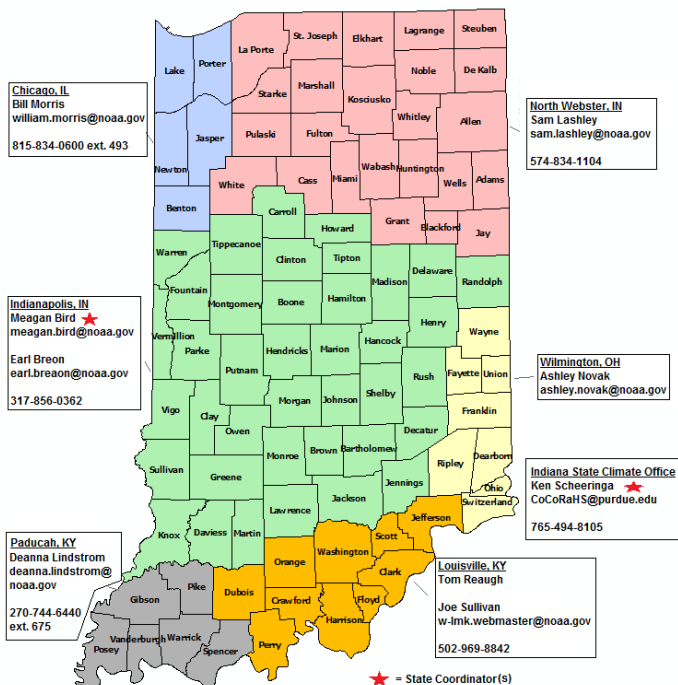 La Porte
St. Joseph
Elkhart
Lagrange
Steuben
Lake
Porter
Noble
De Kalb
Starke
Marshall
Kosciusko
Whitley
Allen
Chicago, IL
Bill Morris
william.morris@noaa.gov
815-834-0600 ext. 493
North Webster, IN
Sam Lashley
sam.lashley@noaa.gov
574-834-1104
Newton
Jasper
Pulaski
Fulton
Wabash
Huntington
Miami
Wells
Adams
Benton
White
Cass
Carroll
Grant
Blackford
Jay
Howard
Warren
Tippecanoe
Clinton
Tipton
Madison
Delaware
Randolph
Fountain
Montgomery
Boone
Hamilton
Henry
Wayne
Indianapolis, IN
Meagan Bird
meagan.bird@noaa.gov
Earl Breon
earl.breaon@noaa.gov
317-856-0362
Vermillion
Parke
Putnam
Hendricks
Marion
Hancock
Rush
Fayette
Union
Wilmington, OH
Ashley Novak
ashley.novak@noaa.gov
Vigo
Clay
Owen
Morgan
Johnson
Shelby
Franklin
Decatur
Sullivan
Greene
Monroe
Brown
Bartholomew
Jennings
Ripley
Dearborn
Ohio
Switzerland
Indiana State Climate Office
Ken Scheeringa
CoCoRaHS@purdue.edu
765-494-8105
Knox
Daviess
Martin
Lawrence
Jackson
Jefferson
Scott
Washington
Orange
Clark
Paducah, KY
Deanna Lindstrom
deanna.lindstrom@
noaa.gov
270-744-6440
ext. 675
Gibson
Pike
Dubois
Crawford
Floyd
Harrison
Perry
Posey
Vanderburgh
Warrick
Spencer
Louisville, KY
Tom Reaugh
Joe Sullivan
w-lmk.webmaster@noaa.gov
502-969-8842
= State Coordinator(s)